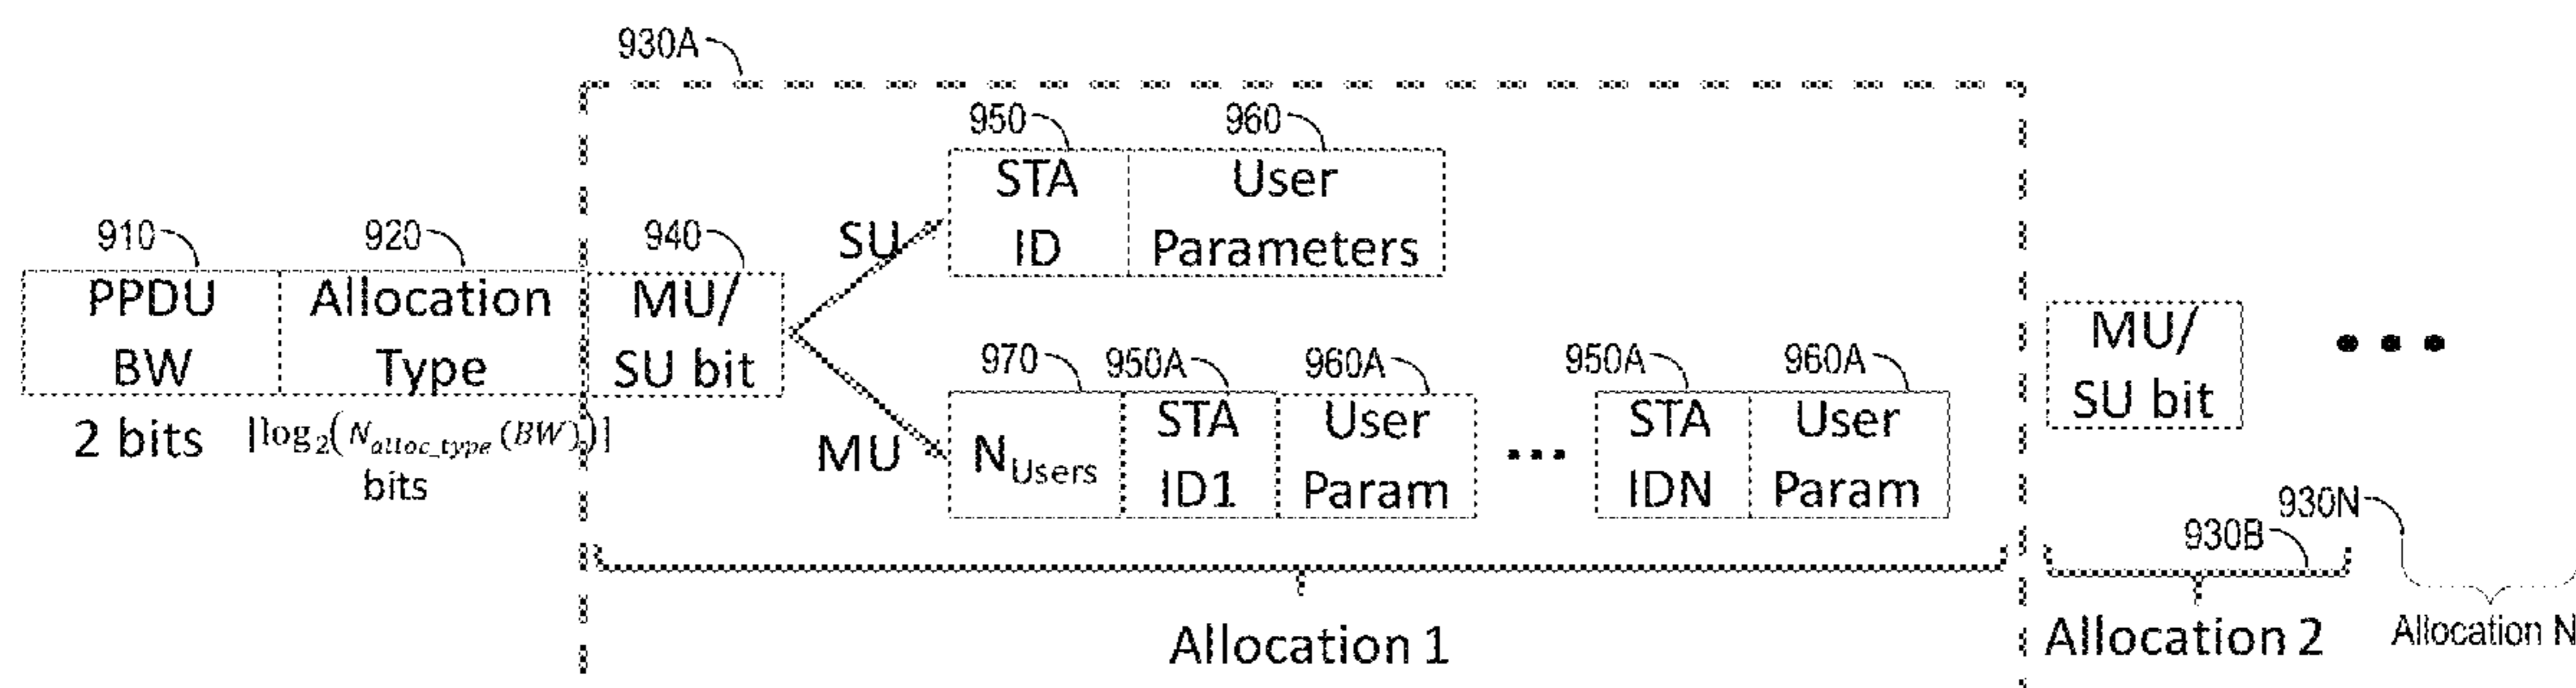 930A
950 960
STA User
ID Parameters
910 920 940
SU
PPDU Allocation MU/
BW Type SU bit
2 bits ⌈log₂(N_alloc_type(BW))⌉
bits
MU
970 950A 960A 950A 960A
N_Users STA User ... STA User
ID1 Param IDN Param
MU/ •••
SU bit
930N
930B
Allocation 1
Allocation 2
Allocation N